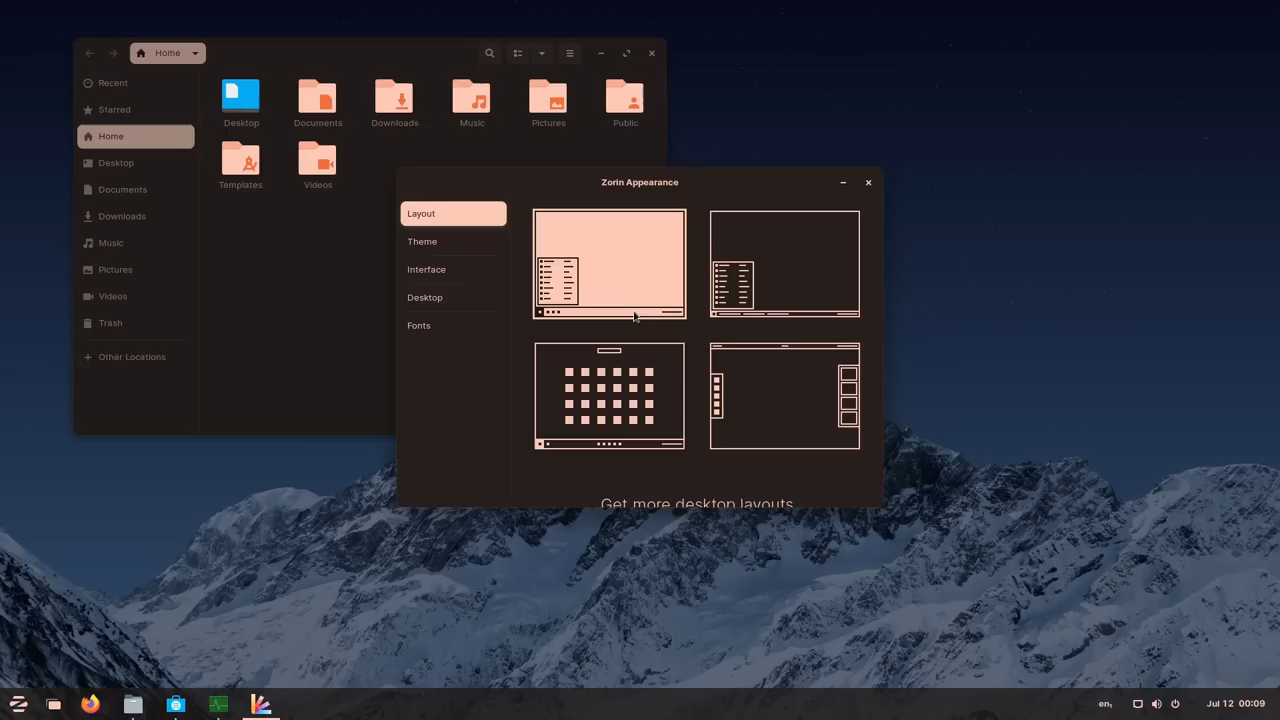 Home
Recent
Starred
Home
Desktop
Documents
Downloads
Music
Pictures
Videos
Trash
Other Locations
Desktop
Documents
Downloads
Music
Pictures
Public
Templates
Videos
Zorin Appearance
Layout
Theme
Interface
Desktop
Fonts
Get more desktop layouts
en₁
Jul 12 00:09